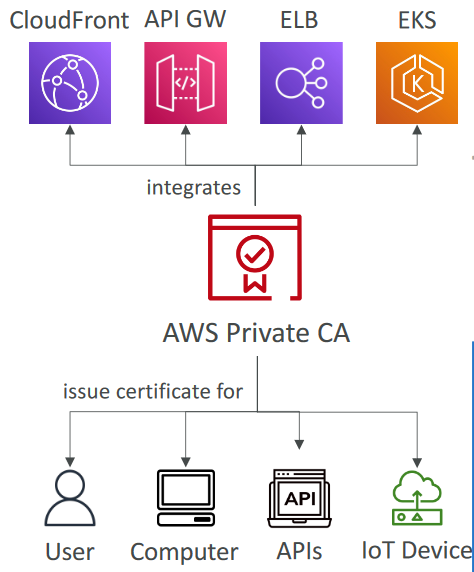 CloudFront API GW ELB EKS
K
integrates
AWS Private CA
issue certificate for
API
User Computer APIs IoT Device